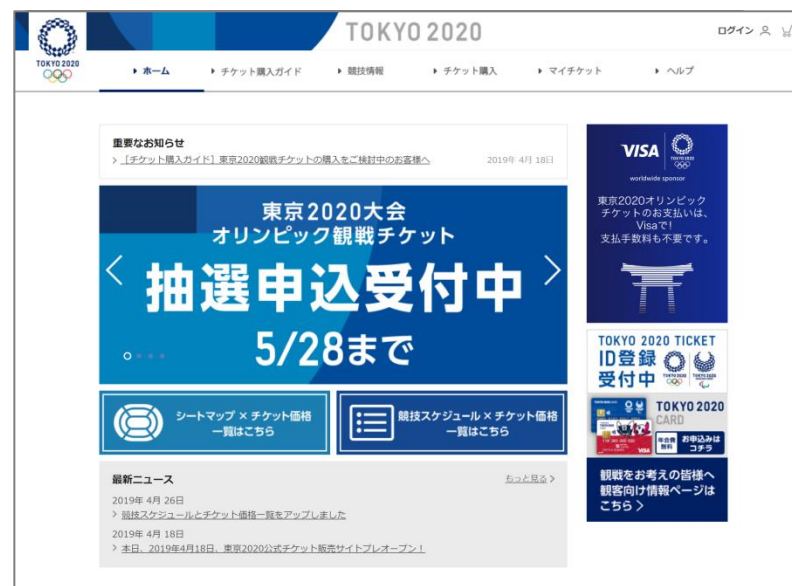 TOKYO 2020
TOKYO 2020
ログイン
ホーム
チケット購入ガイド
競技情報
チケット購入
マイチケット
ヘルプ
重要なお知らせ
[チケット購入ガイド] 東京2020観戦チケットの購入をご検討中のお客様へ
2019年 4月 18日
東京2020大会
オリンピック観戦チケット
抽選申込受付中
5/28まで
シートマップ × チケット価格
一覧はこちら
競技スケジュール × チケット価格
一覧はこちら
最新ニュース
もっと見る
2019年 4月 26日
競技スケジュールとチケット価格一覧をアップしました
2019年 4月 18日
本日、2019年4月18日、東京2020公式チケット販売サイトプレオープン！
VISA
TOKYO 2020
worldwide sponsor
東京2020オリンピック
チケットのお支払いは、
Visaで!
支払手数料も不要です。
TOKYO 2020 TICKET
ID登録
受付中
TOKYO 2020
TOKYO 2020
TOKYO 2020
CARD
VISA
年会費
無料
お申込みは
コチラ
観戦をお考えの皆様へ
観客向け情報ページは
こちら